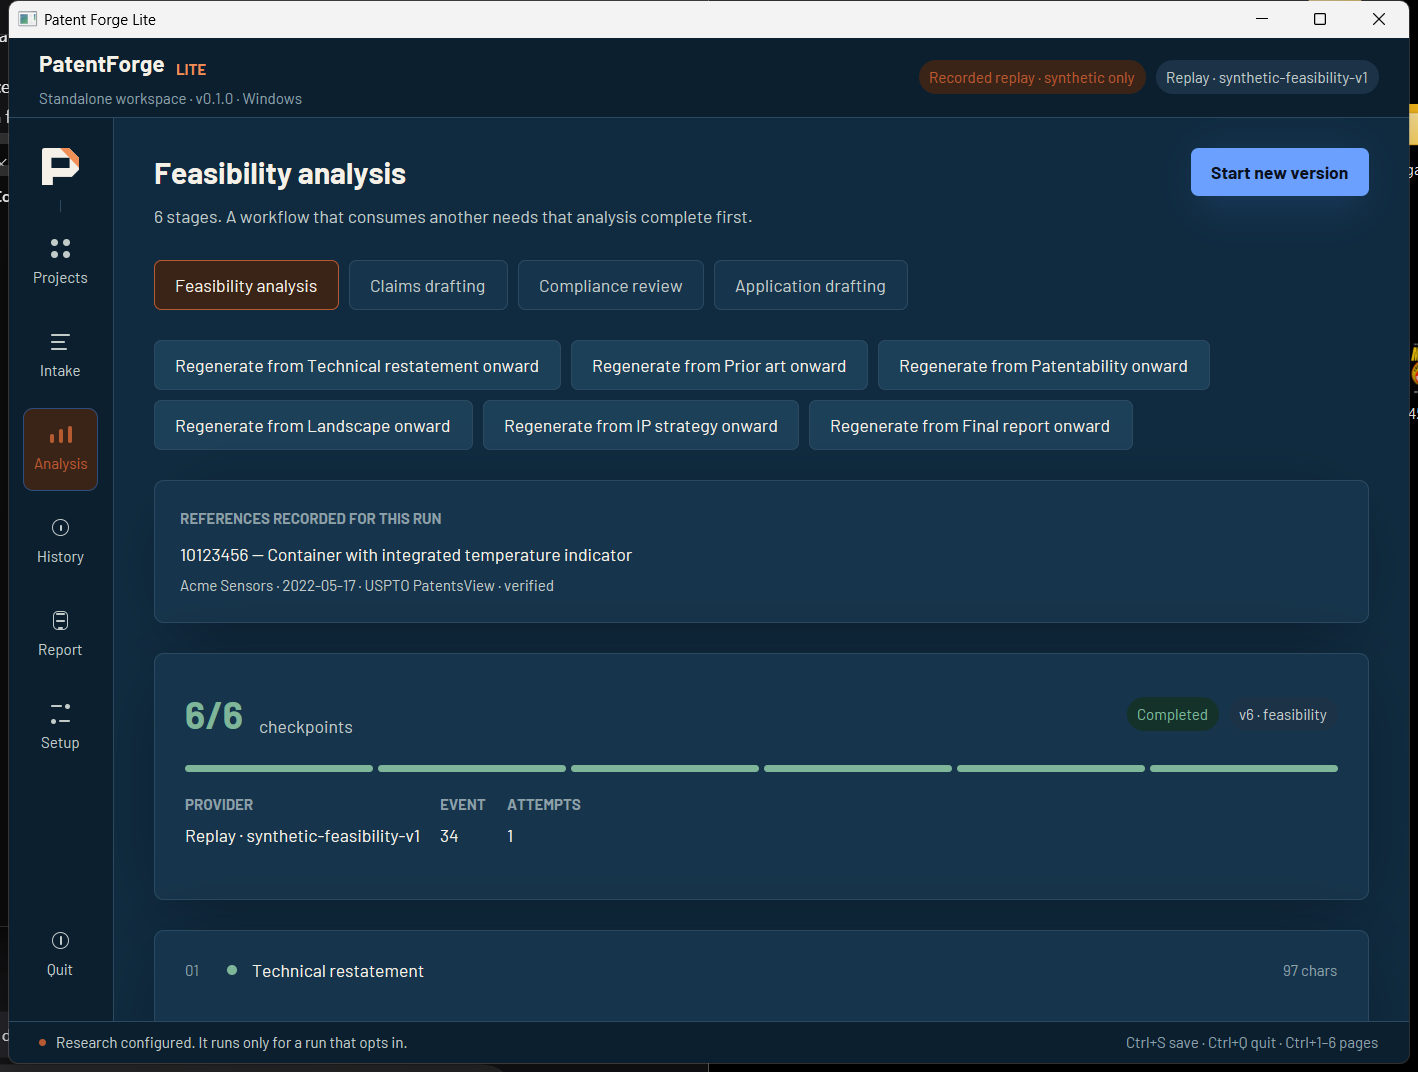 Patent Forge Lite
PatentForge LITE
Standalone workspace · v0.1.0 · Windows
Recorded replay · synthetic only
Replay · synthetic-feasibility-v1
Projects
Intake
Analysis
History
Report
Setup
Quit
Feasibility analysis
Start new version
6 stages. A workflow that consumes another needs that analysis complete first.
Feasibility analysis
Claims drafting
Compliance review
Application drafting
Regenerate from Technical restatement onward
Regenerate from Prior art onward
Regenerate from Patentability onward
Regenerate from Landscape onward
Regenerate from IP strategy onward
Regenerate from Final report onward
REFERENCES RECORDED FOR THIS RUN
10123456 — Container with integrated temperature indicator
Acme Sensors · 2022-05-17 · USPTO PatentsView · verified
6/6 checkpoints
Completed
v6 · feasibility
PROVIDER EVENT ATTEMPTS
Replay · synthetic-feasibility-v1 34 1
01 Technical restatement 97 chars
Research configured. It runs only for a run that opts in.
Ctrl+S save · Ctrl+Q quit · Ctrl+1–6 pages